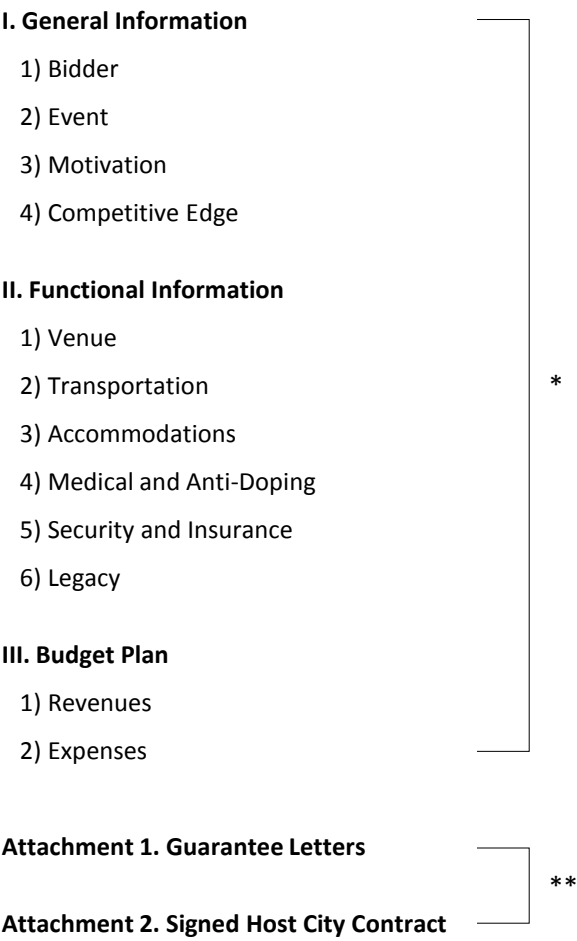 I. General Information
1) Bidder
2) Event
3) Motivation
4) Competitive Edge
II. Functional Information
1) Venue
2) Transportation
*
3) Accommodations
4) Medical and Anti-Doping
5) Security and Insurance
6) Legacy
III. Budget Plan
1) Revenues
2) Expenses
Attachment 1. Guarantee Letters
**
Attachment 2. Signed Host City Contract